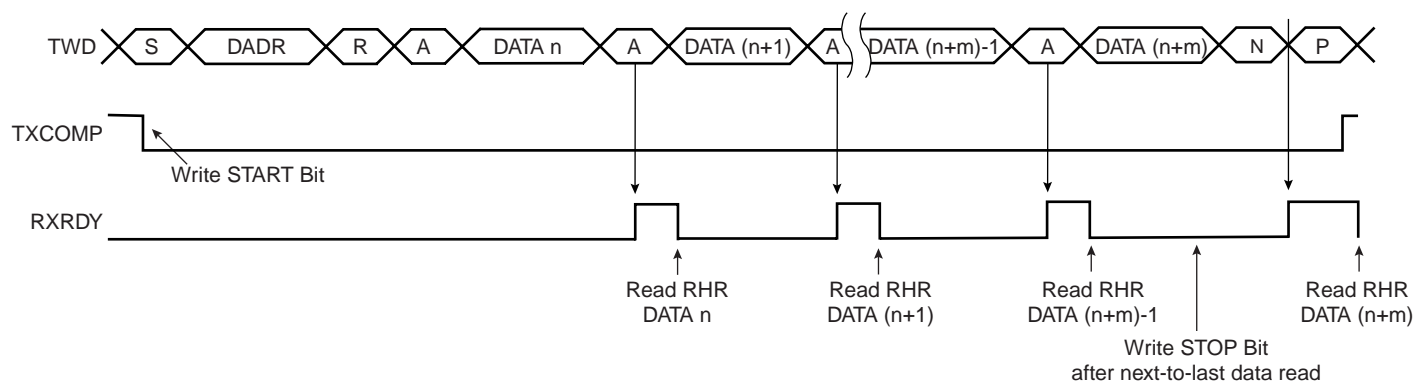 TWD S DADR R A DATA n A DATA (n+1) A DATA (n+m)-1 A DATA (n+m) N P
TXCOMP
Write START Bit
RXRDY
Read RHR Read RHR Read RHR Read RHR
DATA n DATA (n+1) DATA (n+m)-1 DATA (n+m)
Write STOP Bit
after next-to-last data read